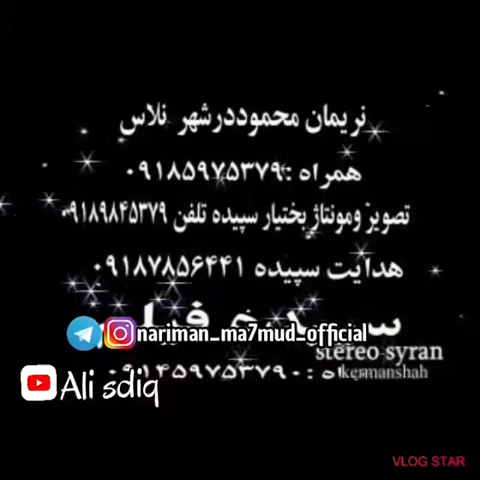 نریمان محموددرشهر نلاس
همراه :۰۹۱۸۵۹۷۵۳۷۹
تصویر ومونتاژ بختیار سپیده تلفن ۰۹۱۸۹۸۴۵۳۷۹
هدایت سپیده ۰۹۱۸۷۸۵۶۴۴۱
nariman_ma7mud_official
stereo syran
kermanshah
Ali sdiq
VLOG STAR